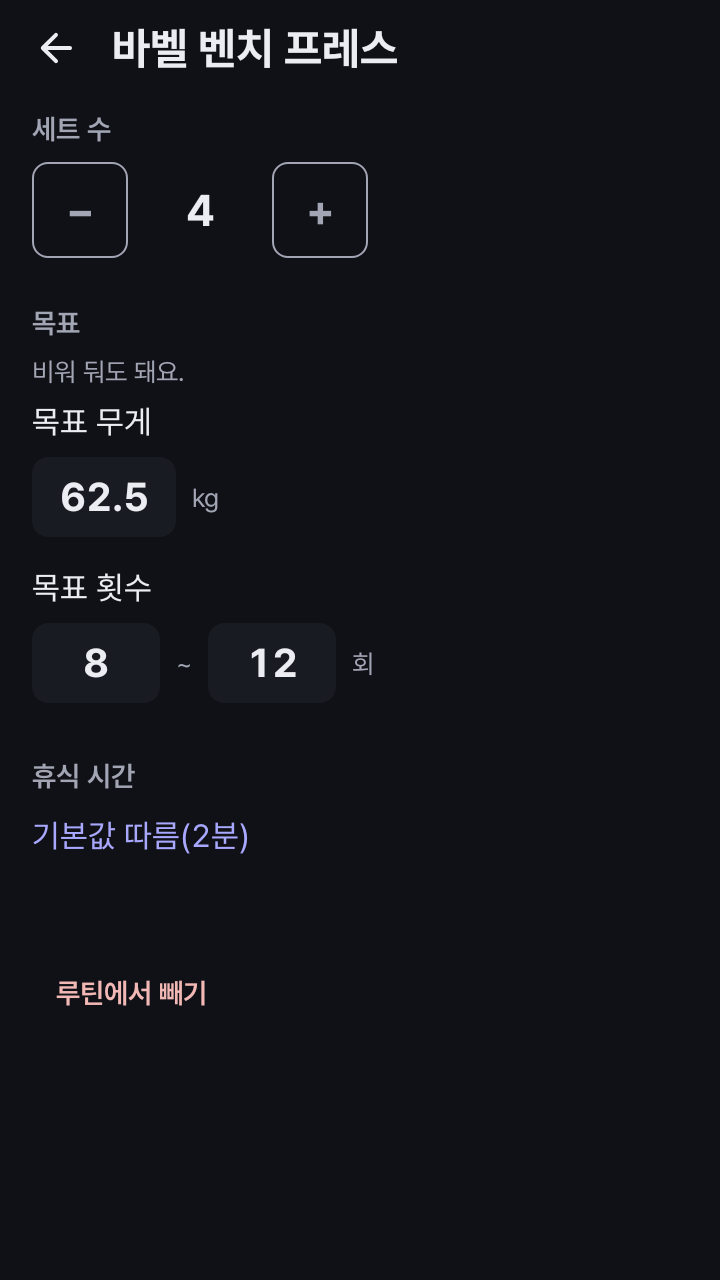 바벨 벤치 프레스
세트 수
− 4 +
목표
비워 둬도 돼요.
목표 무게
62.5 kg
목표 횟수
8 ~ 12 회
휴식 시간
기본값 따름(2분)
루틴에서 빼기